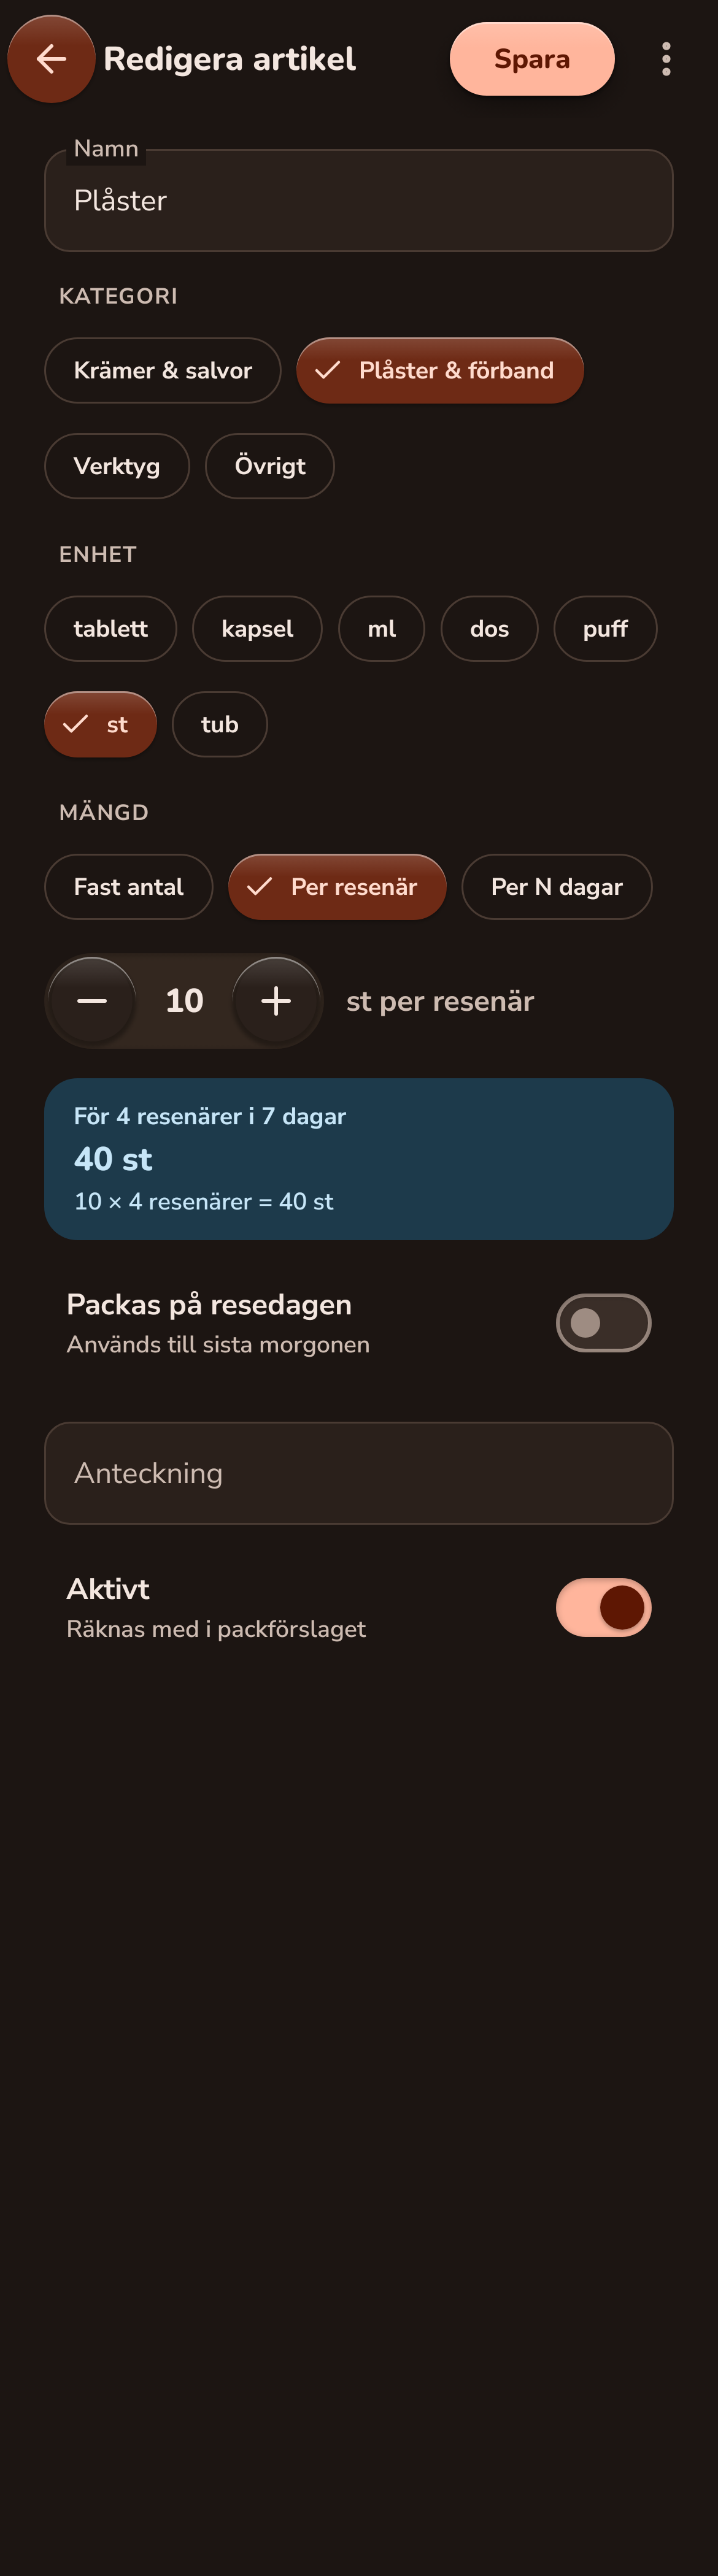 Redigera artikel
Spara
Namn
Plåster
KATEGORI
Krämer & salvor
Plåster & förband
Verktyg
Övrigt
ENHET
tablett
kapsel
ml
dos
puff
st
tub
MÄNGD
Fast antal
Per resenär
Per N dagar
10
st per resenär
För 4 resenärer i 7 dagar
40 st
10 × 4 resenärer = 40 st
Packas på resedagen
Används till sista morgonen
Anteckning
Aktivt
Räknas med i packförslaget